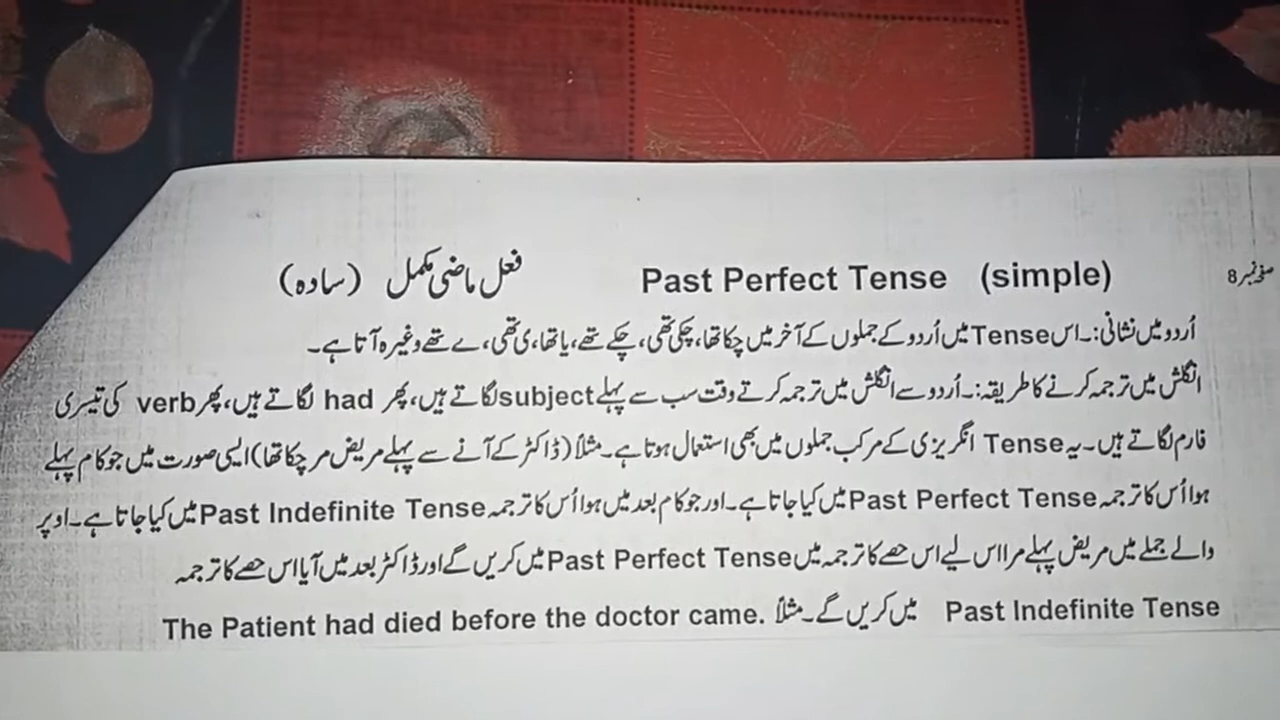 صفحہ نمبر 8
Past Perfect Tense (simple) فعل ماضی مکمل (سادہ)
اُردو میں نشانی:۔ اس Tense میں اُردو کے جملوں کے آخر میں چکا تھا، چکی تھی، چکے تھے، یا تھا، ی تھی، ے تھے وغیرہ آتا ہے۔
انگلش میں ترجمہ کرنے کا طریقہ:۔ اُردو سے انگلش میں ترجمہ کرتے وقت سب سے پہلے subject لگاتے ہیں، پھر had لگاتے ہیں، پھر verb کی تیسری
فارم لگاتے ہیں۔ یہ Tense انگریزی کے مرکب جملوں میں بھی استعمال ہوتا ہے۔ مثلاً (ڈاکٹر کے آنے سے پہلے مریض مر چکا تھا) ایسی صورت میں جو کام پہلے
ہوا اُس کا ترجمہ Past Perfect Tense میں کیا جاتا ہے۔ اور جو کام بعد میں ہوا اُس کا ترجمہ Past Indefinite Tense میں کیا جاتا ہے۔ اوپر
والے جملے میں مریض پہلے مرا اس لیے اس حصے کا ترجمہ میں Past Perfect Tense میں کریں گے اور ڈاکٹر بعد میں آیا اس حصے کا ترجمہ
Past Indefinite Tense میں کریں گے۔ مثلاً The Patient had died before the doctor came.